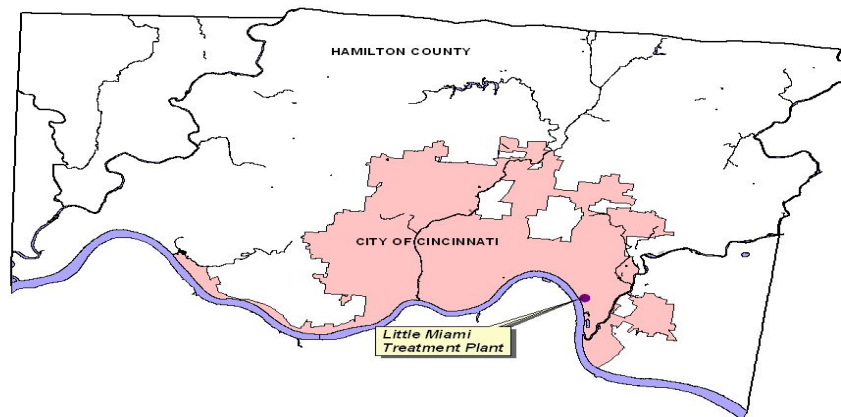 HAMILTON COUNTY
CITY OF CINCINNATI
Little Miami
Treatment Plant